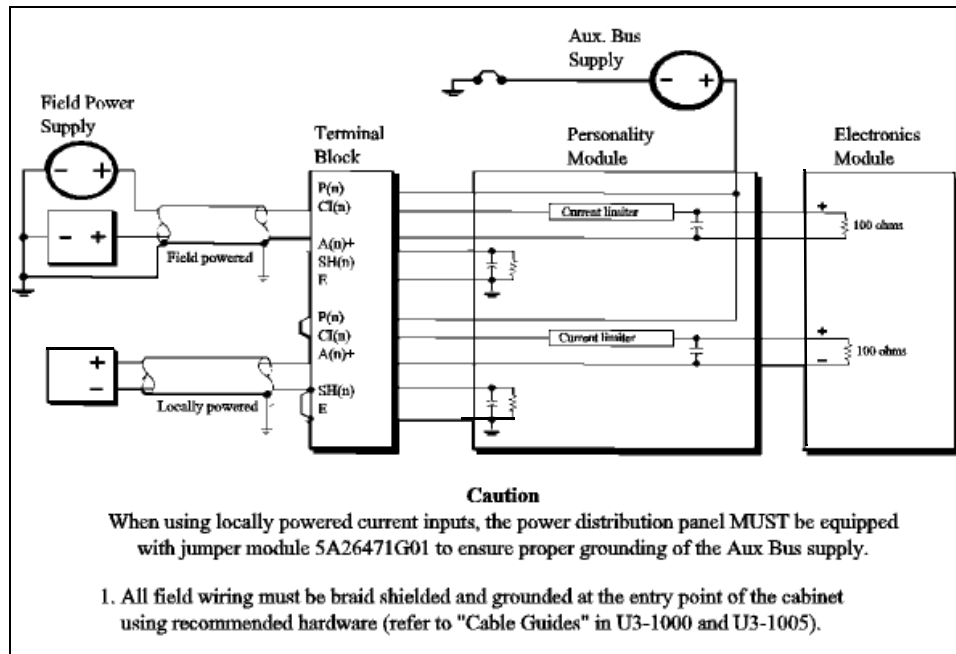 Aux. Bus
Supply
- +
Field Power
Supply
- +
Terminal
Block
Personality
Module
Electronics
Module
P(n)
CI(n)
Current limiter
+
100 ohms
- +
Field powered
A(n)+
SH(n)
E
P(n)
CI(n)
Current limiter
+
-
100 ohms
A(n)+
+
-
Locally powered
SH(n)
E
Caution
When using locally powered current inputs, the power distribution panel MUST be equipped
with jumper module 5A26471G01 to ensure proper grounding of the Aux Bus supply.
1. All field wiring must be braid shielded and grounded at the entry point of the cabinet
using recommended hardware (refer to "Cable Guides" in U3-1000 and U3-1005).